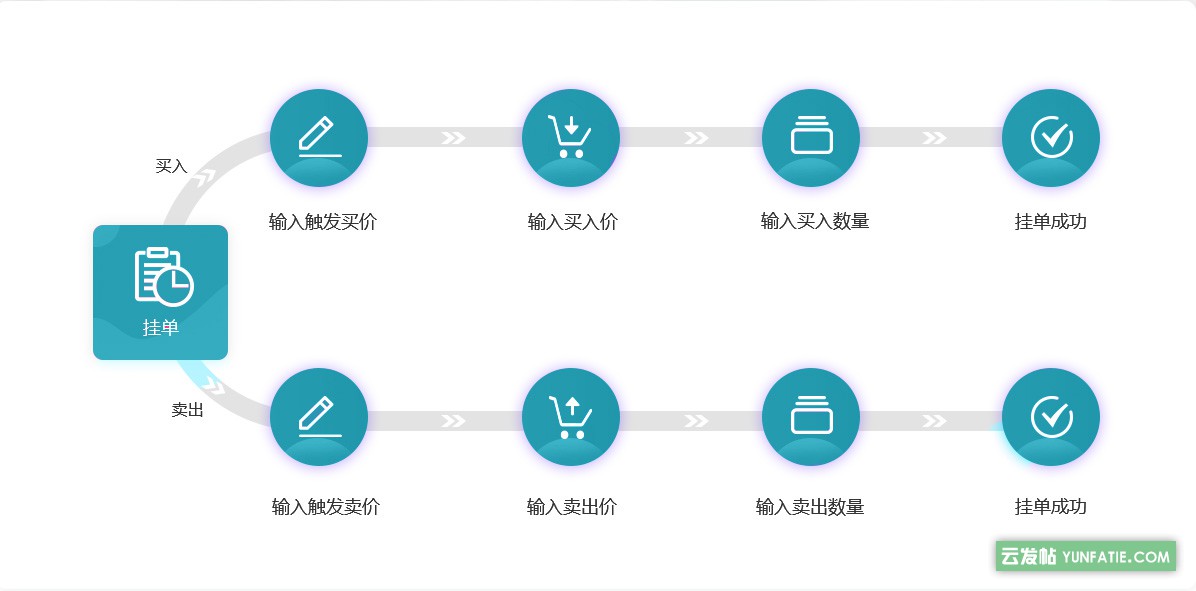 买入
输入触发买价
输入买入价
输入买入数量
挂单成功
挂单
卖出
输入触发卖价
输入卖出价
输入卖出数量
挂单成功
云发帖 YUNFATIE.COM